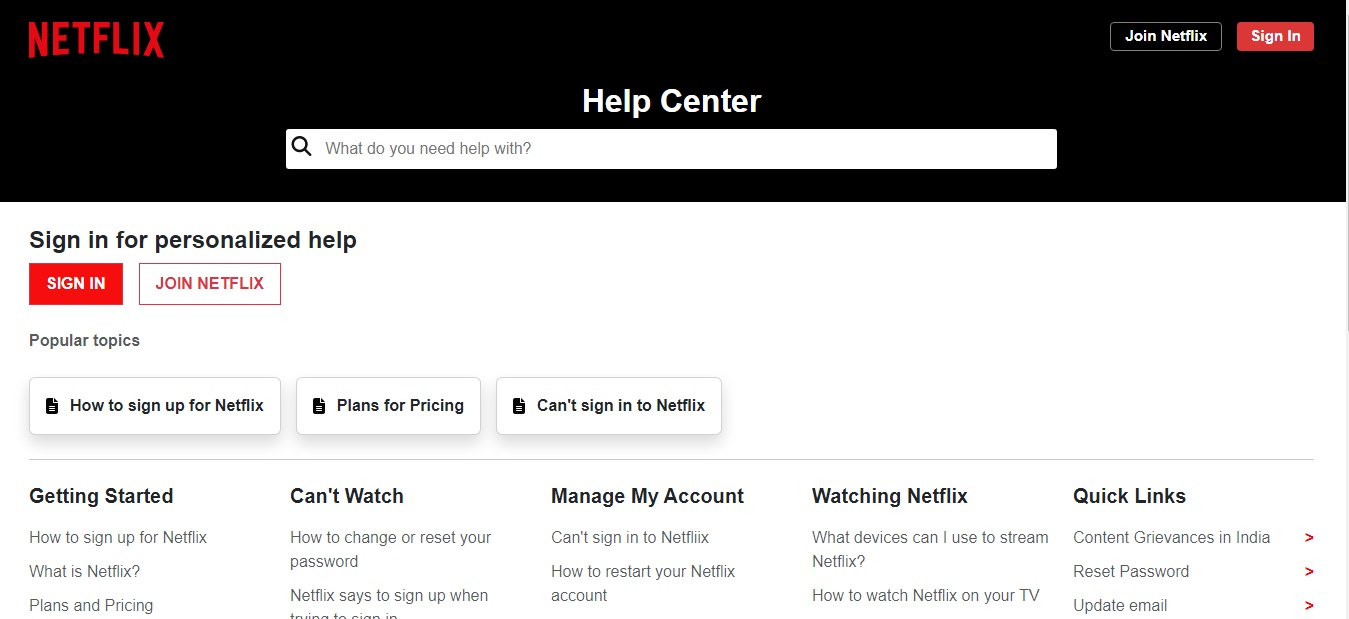 NETFLIX
Join Netflix
Sign In
Help Center
What do you need help with?
Sign in for personalized help
SIGN IN
JOIN NETFLIX
Popular topics
How to sign up for Netflix
Plans for Pricing
Can't sign in to Netflix
Getting Started
How to sign up for Netflix
What is Netflix?
Plans and Pricing
Can't Watch
How to change or reset your
password
Netflix says to sign up when
trying to sign in
Manage My Account
Can't sign in to Netfliix
How to restart your Netflix
account
Watching Netflix
What devices can I use to stream
Netflix?
How to watch Netflix on your TV
Quick Links
Content Grievances in India >
Reset Password >
Update email >